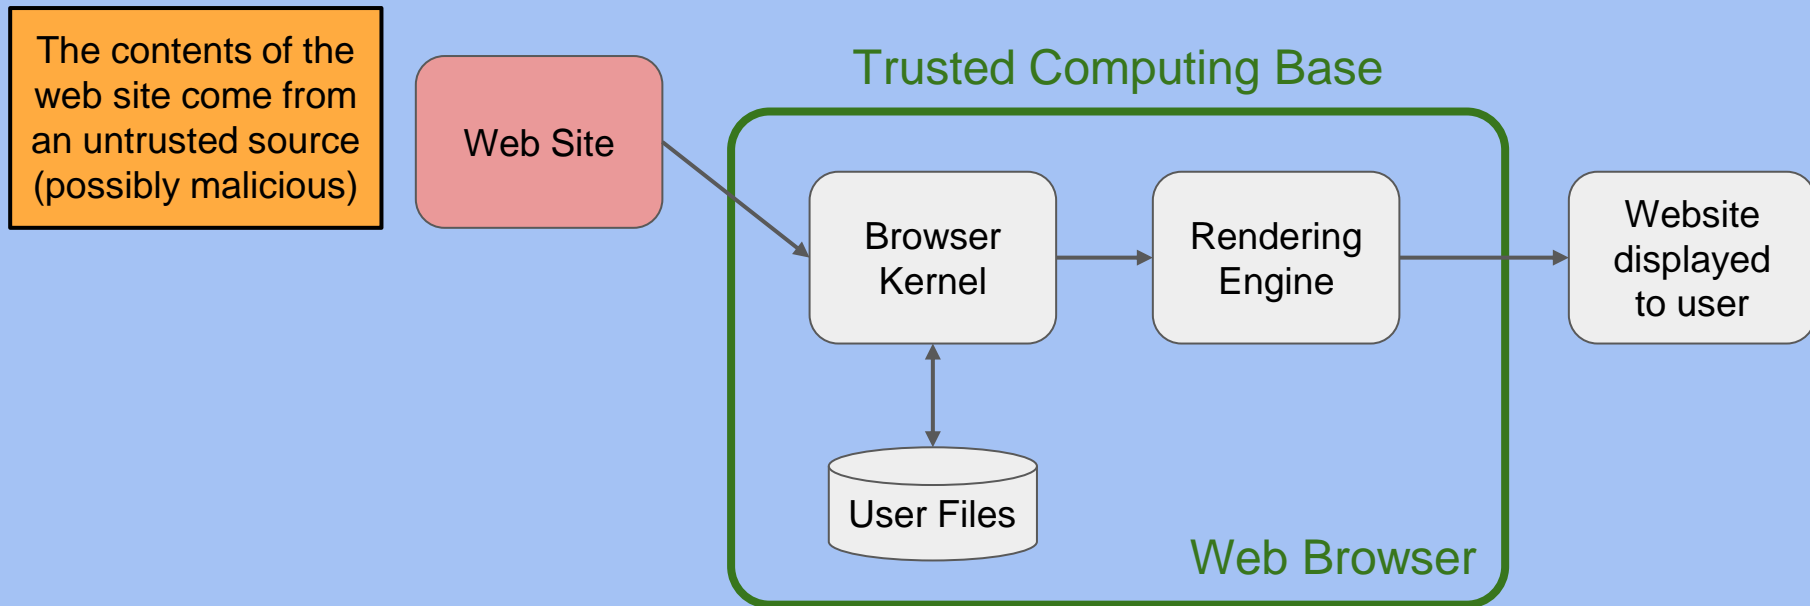 The contents of the
web site come from
an untrusted source
(possibly malicious)
Web Site
Trusted Computing Base
Browser
Kernel
Rendering
Engine
Website
displayed
to user
User Files
Web Browser